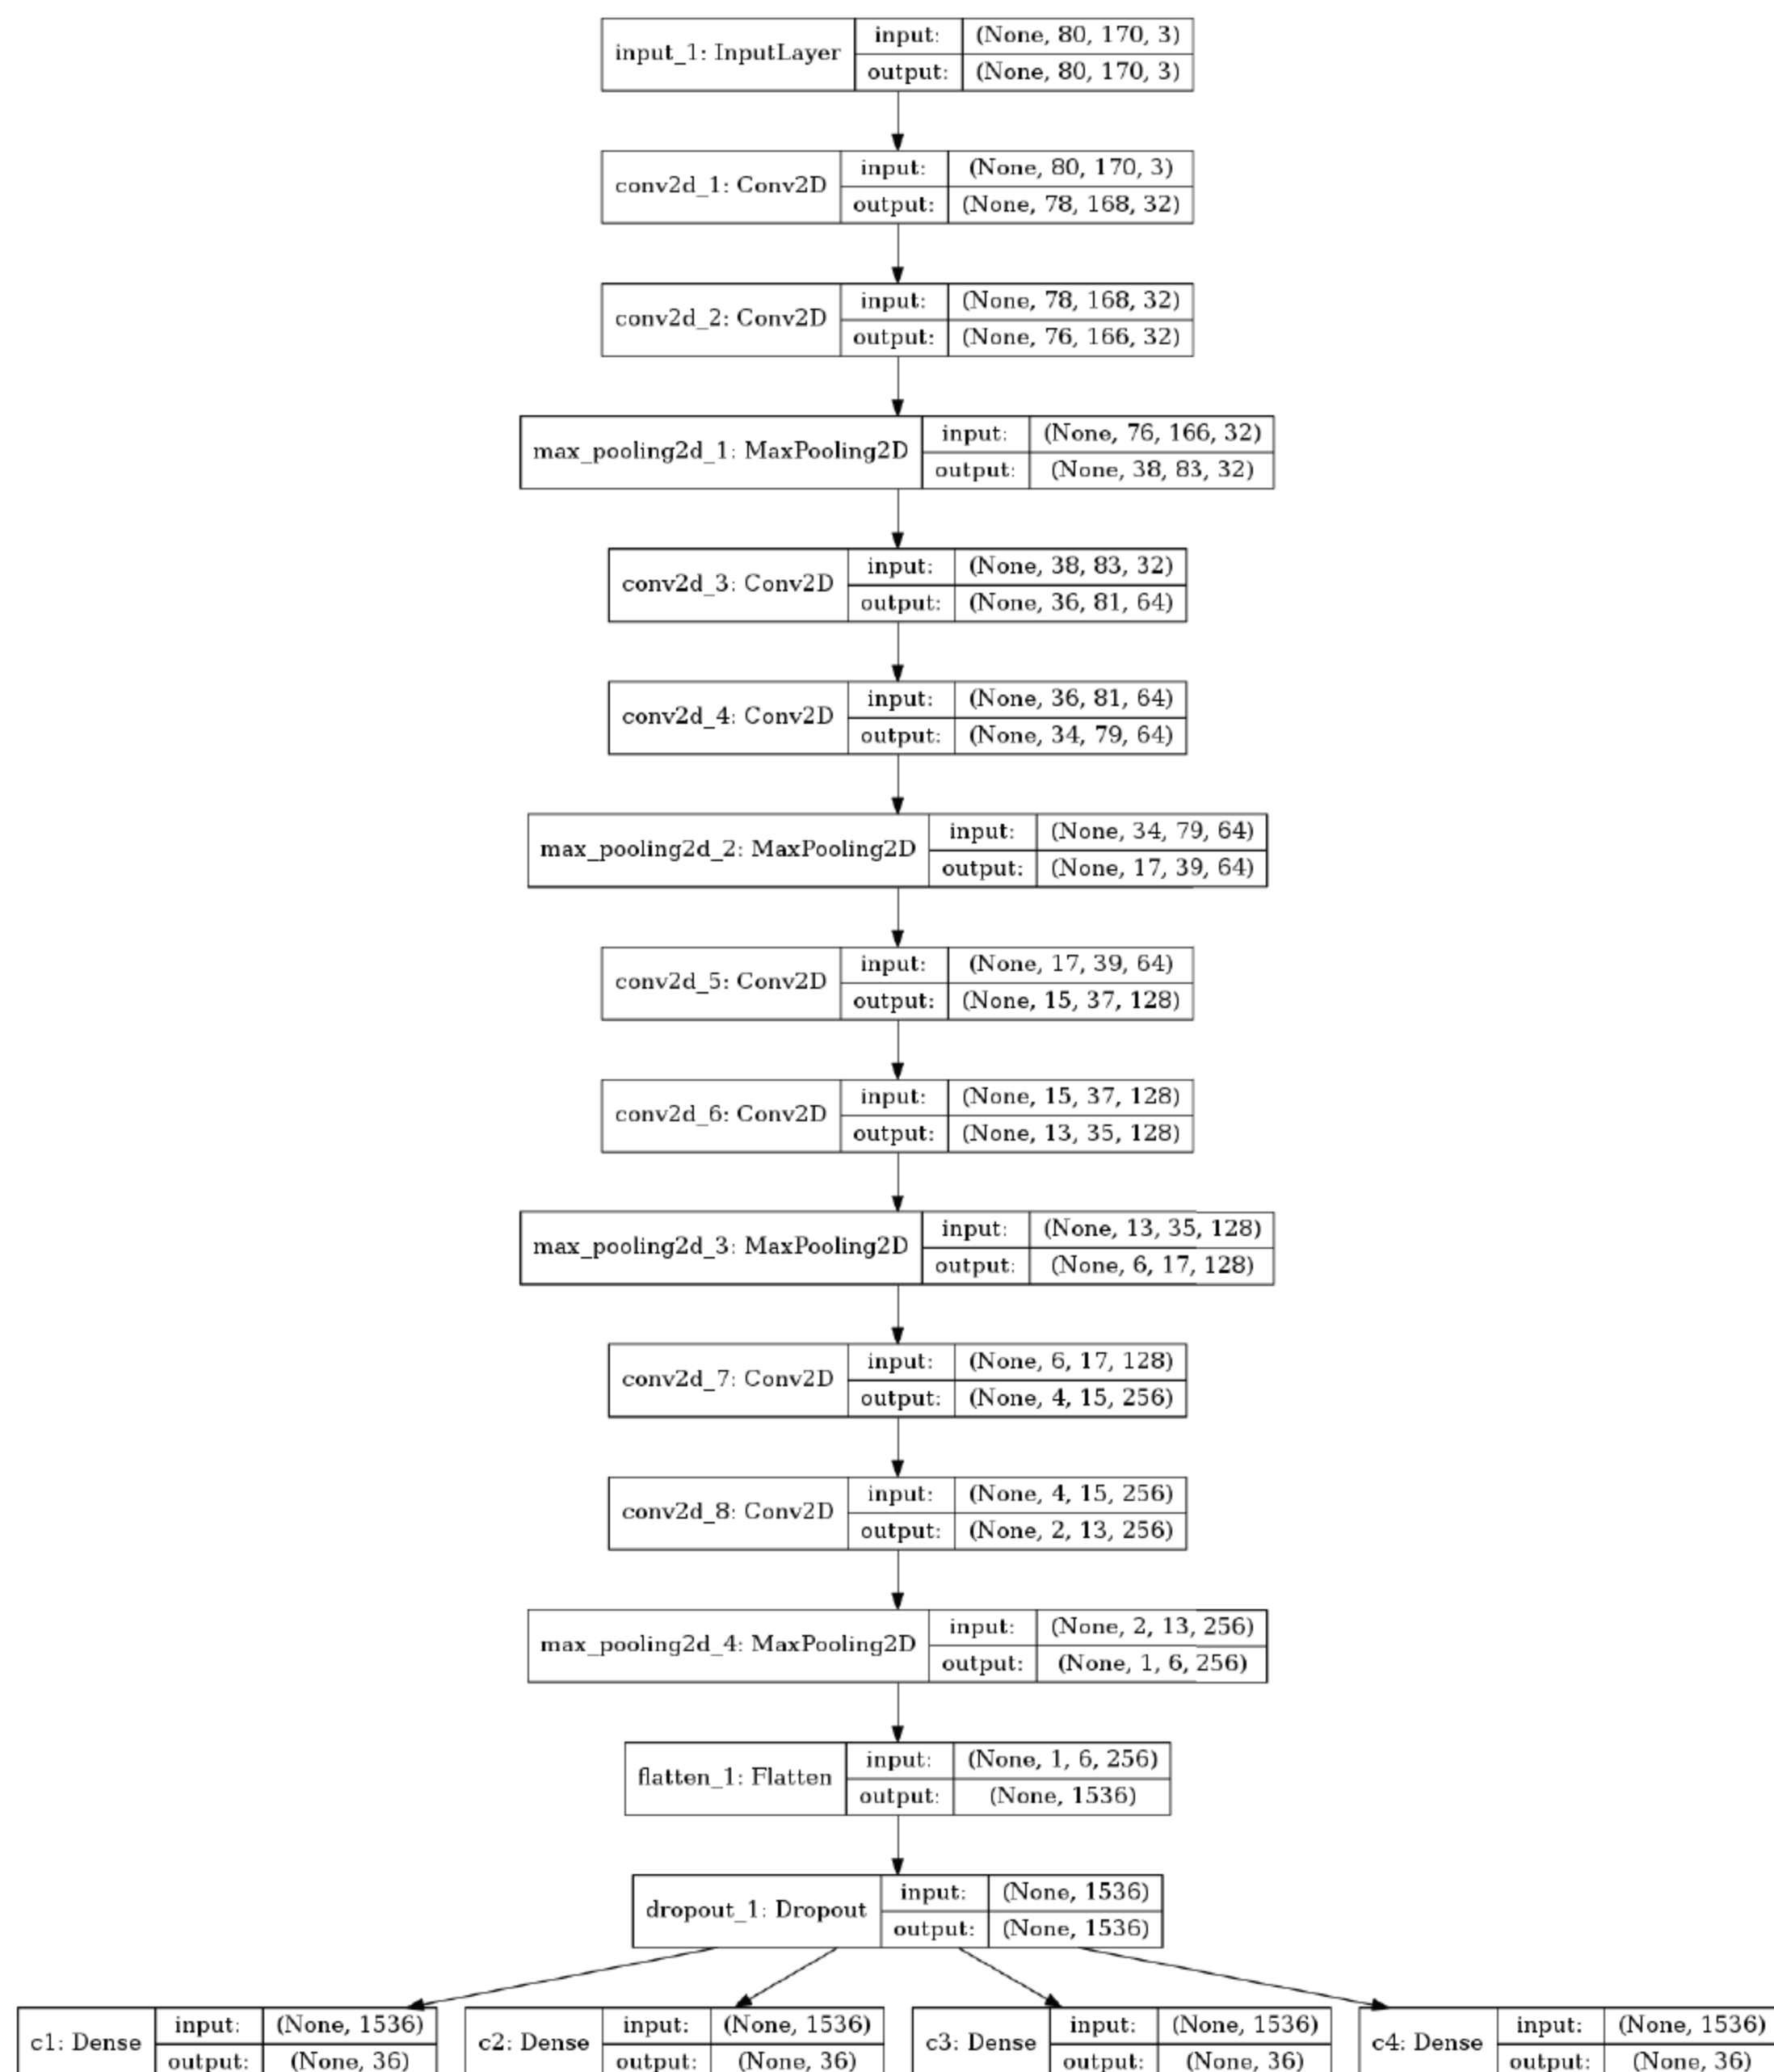 input_1: InputLayer
input: (None, 80, 170, 3)
output: (None, 80, 170, 3)
conv2d_1: Conv2D
input: (None, 80, 170, 3)
output: (None, 78, 168, 32)
conv2d_2: Conv2D
input: (None, 78, 168, 32)
output: (None, 76, 166, 32)
max_pooling2d_1: MaxPooling2D
input: (None, 76, 166, 32)
output: (None, 38, 83, 32)
conv2d_3: Conv2D
input: (None, 38, 83, 32)
output: (None, 36, 81, 64)
conv2d_4: Conv2D
input: (None, 36, 81, 64)
output: (None, 34, 79, 64)
max_pooling2d_2: MaxPooling2D
input: (None, 34, 79, 64)
output: (None, 17, 39, 64)
conv2d_5: Conv2D
input: (None, 17, 39, 64)
output: (None, 15, 37, 128)
conv2d_6: Conv2D
input: (None, 15, 37, 128)
output: (None, 13, 35, 128)
max_pooling2d_3: MaxPooling2D
input: (None, 13, 35, 128)
output: (None, 6, 17, 128)
conv2d_7: Conv2D
input: (None, 6, 17, 128)
output: (None, 4, 15, 256)
conv2d_8: Conv2D
input: (None, 4, 15, 256)
output: (None, 2, 13, 256)
max_pooling2d_4: MaxPooling2D
input: (None, 2, 13, 256)
output: (None, 1, 6, 256)
flatten_1: Flatten
input: (None, 1, 6, 256)
output: (None, 1536)
dropout_1: Dropout
input: (None, 1536)
output: (None, 1536)
c1: Dense
input: (None, 1536)
output: (None, 36)
c2: Dense
input: (None, 1536)
output: (None, 36)
c3: Dense
input: (None, 1536)
output: (None, 36)
c4: Dense
input: (None, 1536)
output: (None, 36)